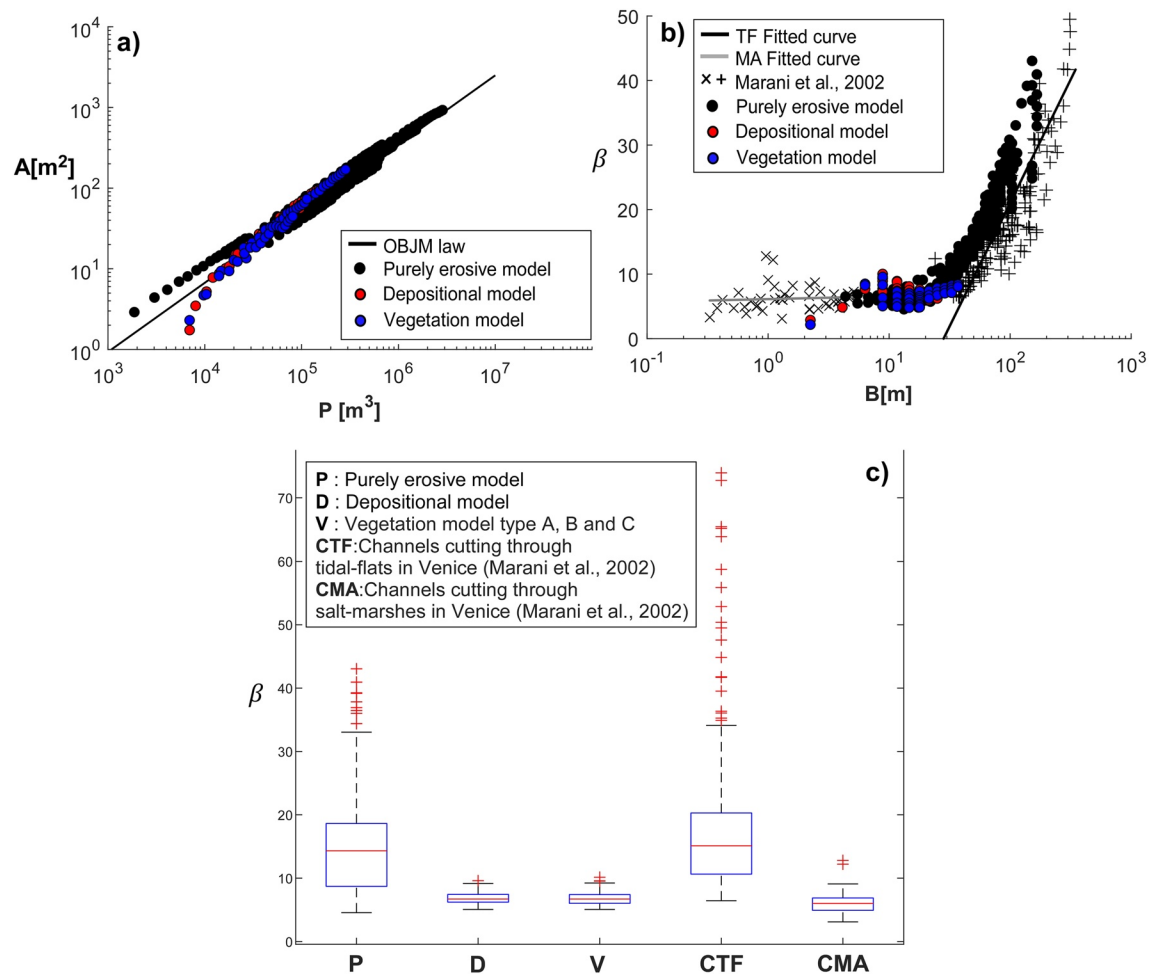 a)
10^4
10^3
10^2
10^1
10^0
A[m^2]
10^3 10^4 10^5 10^6 10^7
P [m^3]
OBJM law
Purely erosive model
Depositional model
Vegetation model
b)
50
40
30
20
10
0
β
10^-1 10^0 10^1 10^2 10^3
B[m]
TF Fitted curve
MA Fitted curve
Marani et al., 2002
Purely erosive model
Depositional model
Vegetation model
c)
P : Purely erosive model
D : Depositional model
V : Vegetation model type A, B and C
CTF:Channels cutting through
tidal-flats in Venice (Marani et al., 2002)
CMA:Channels cutting through
salt-marshes in Venice (Marani et al., 2002)
70
60
50
40
30
20
10
0
β
P D V CTF CMA